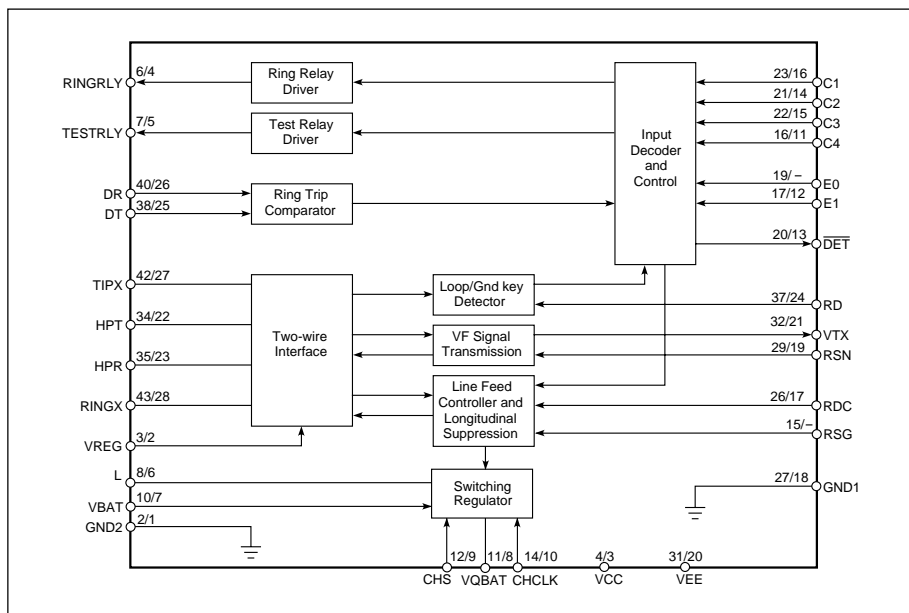 RINGRLY
6/4
Ring Relay
Driver
23/16
C1
21/14
C2
TESTRLY
7/5
Test Relay
Driver
22/15
C3
16/11
C4
Input
Decoder
and
Control
DR
40/26
DT
38/25
Ring Trip
Comparator
19/–
E0
17/12
E1
20/13
DET
TIPX
42/27
Loop/Gnd key
Detector
37/24
RD
HPT
34/22
Two-wire
Interface
VF Signal
Transmission
32/21
VTX
29/19
RSN
HPR
35/23
Line Feed
Controller and
Longitudinal
Suppression
RINGX
43/28
26/17
RDC
15/–
RSG
VREG
3/2
L
8/6
Switching
Regulator
27/18
GND1
VBAT
10/7
GND2
2/1
12/9
CHS
11/8
VQBAT
14/10
CHCLK
4/3
VCC
31/20
VEE